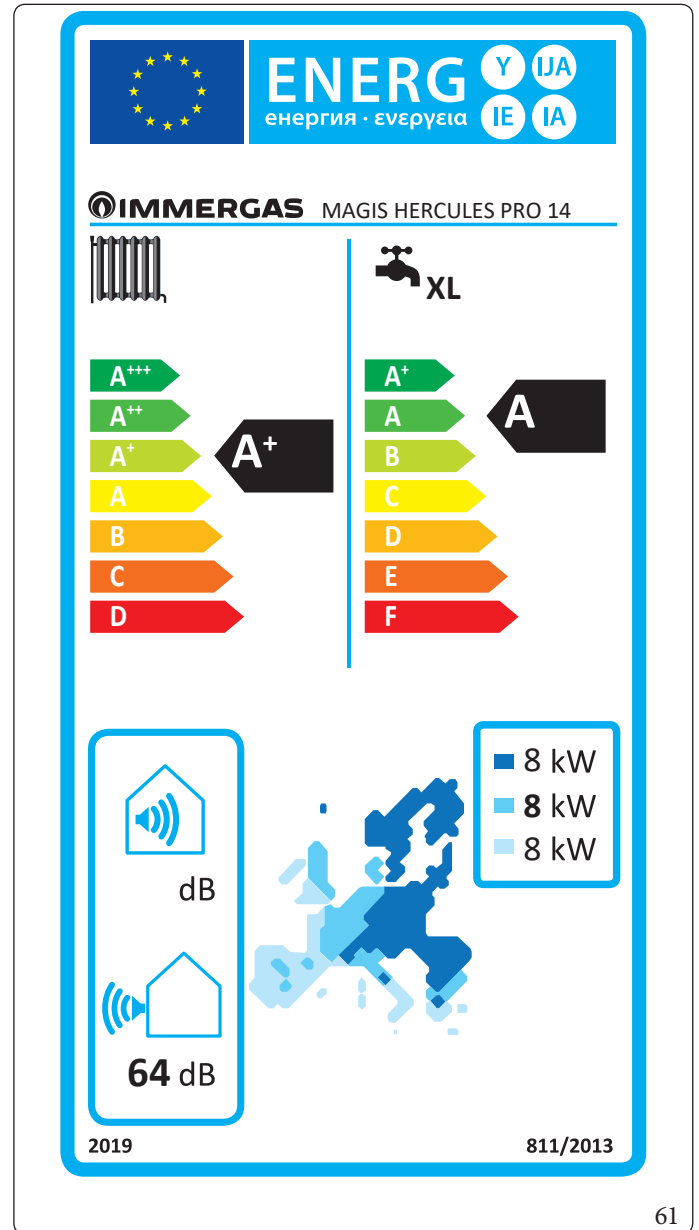 ENERG Y IJA
енергия · ενεργεια IE IA
IMMERGAS MAGIS HERCULES PRO 14
XL
A+++
A++
A+
A
B
C
D
A+
A+
A
B
C
D
E
F
A
dB
64 dB
8 kW
8 kW
8 kW
2019 811/2013
61